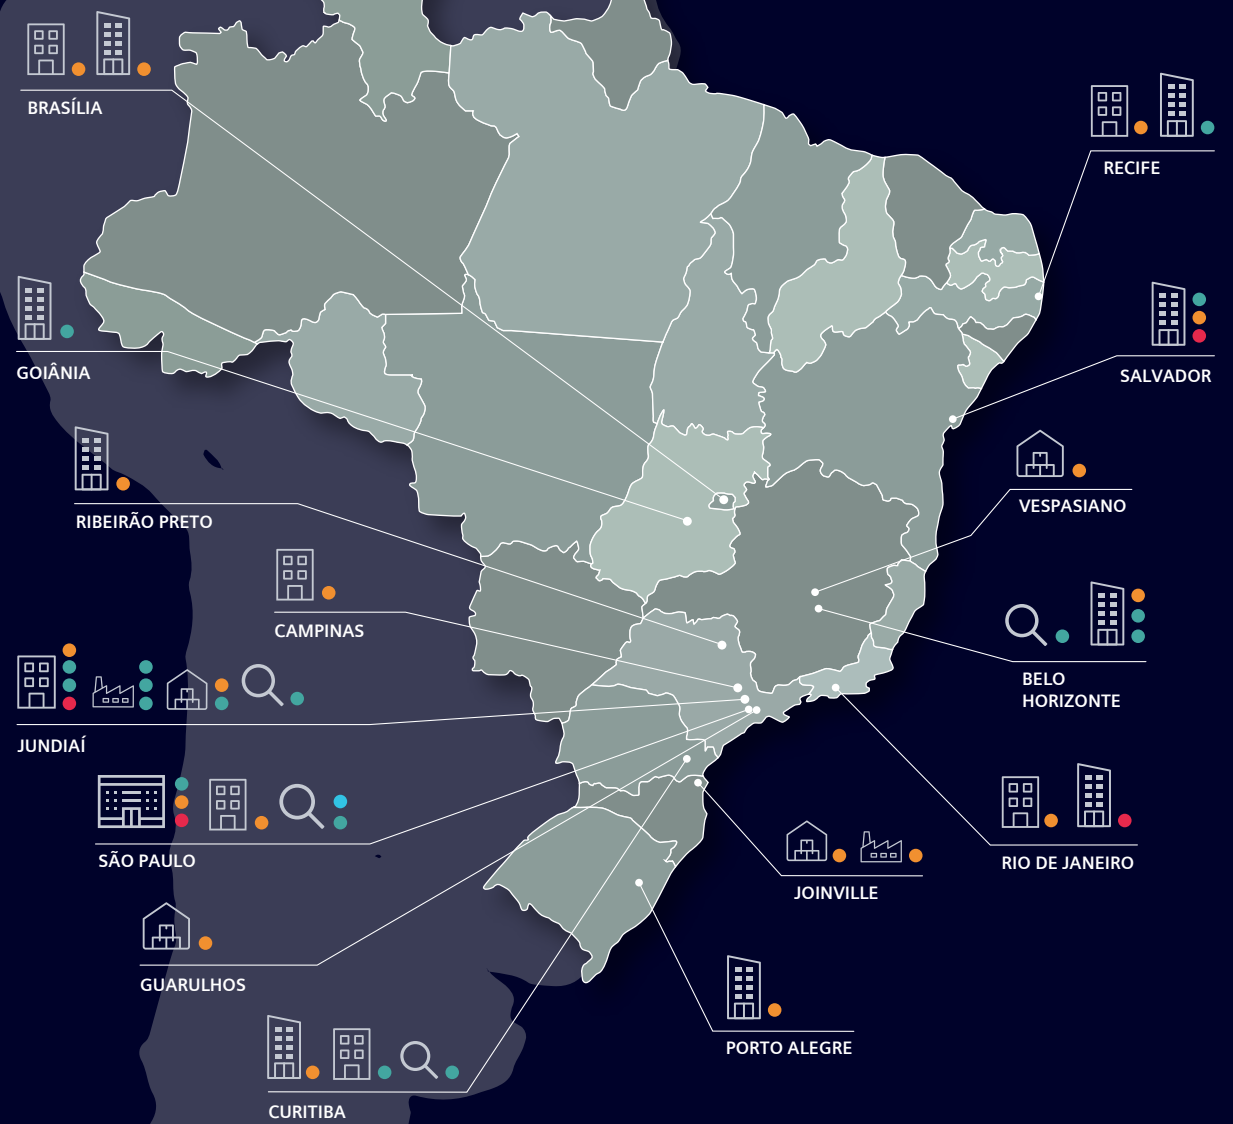 BRASÍLIA
RECIFE
GOIÂNIA
SALVADOR
RIBEIRÃO PRETO
VESPASIANO
CAMPINAS
BELO
HORIZONTE
JUNDIAÍ
SÃO PAULO
RIO DE JANEIRO
JOINVILLE
GUARULHOS
PORTO ALEGRE
CURITIBA